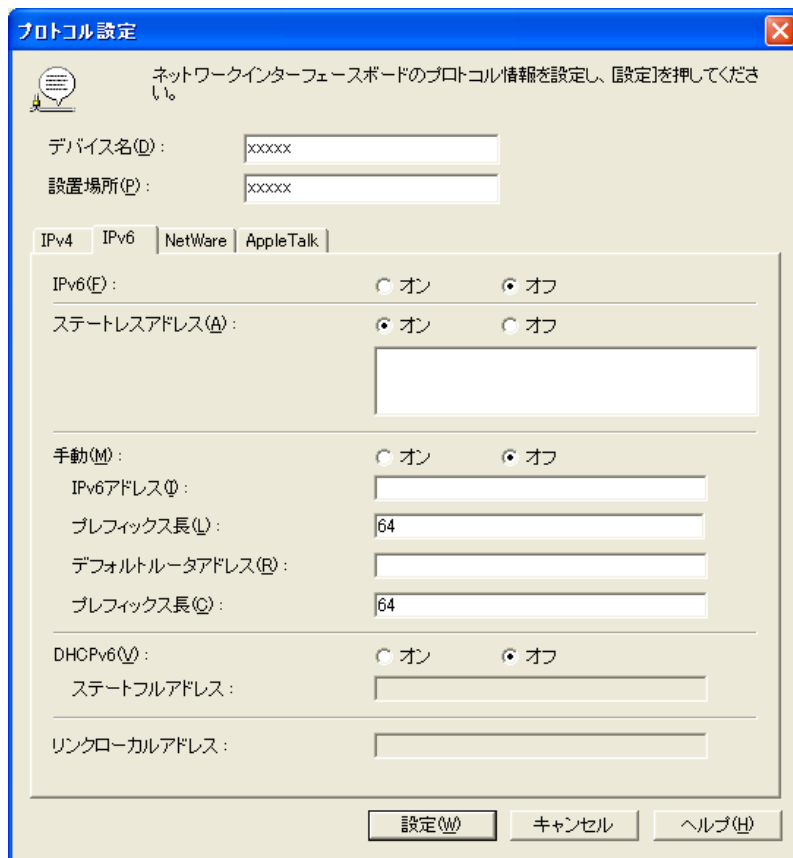 プロトコル設定
ネットワークインターフェースボードのプロトコル情報を設定し、[設定]を押してくださ
い。
デバイス名(D) : xxxxx
設置場所(P) : xxxxx
IPv4 IPv6 NetWare AppleTalk
IPv6(F) : オン オフ
ステートレスアドレス(A) : オン オフ
手動(M) : オン オフ
IPv6アドレス(I) :
プレフィックス長(L) : 64
デフォルトルータアドレス(R) :
プレフィックス長(C) : 64
DHCPv6(V) : オン オフ
ステートフルアドレス :
リンクローカルアドレス :
設定(W) キャンセル ヘルプ(H)